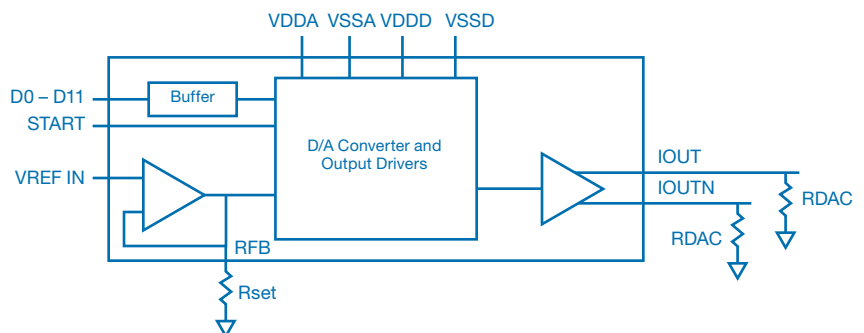 VDDA VSSA VDDD VSSD
D0 – D11
Buffer
START
D/A Converter and
Output Drivers
VREF IN
IOUT
IOUTN
RDAC
RDAC
RFB
Rset